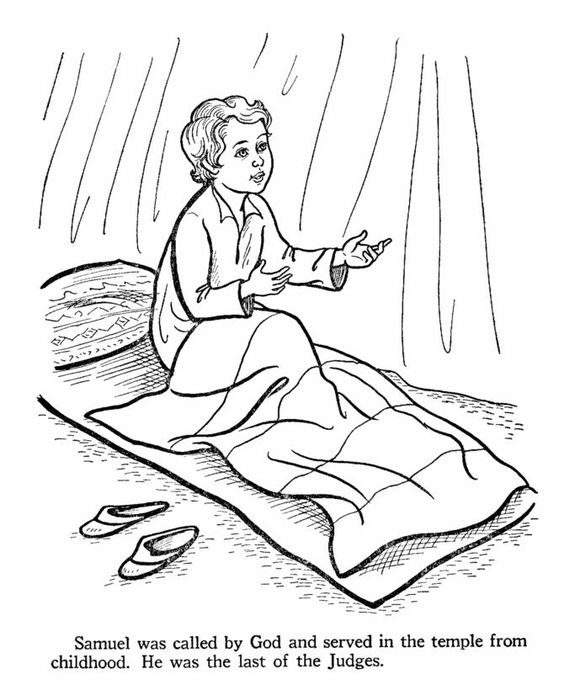 Samuel was called by God and served in the temple from
childhood. He was the last of the Judges.